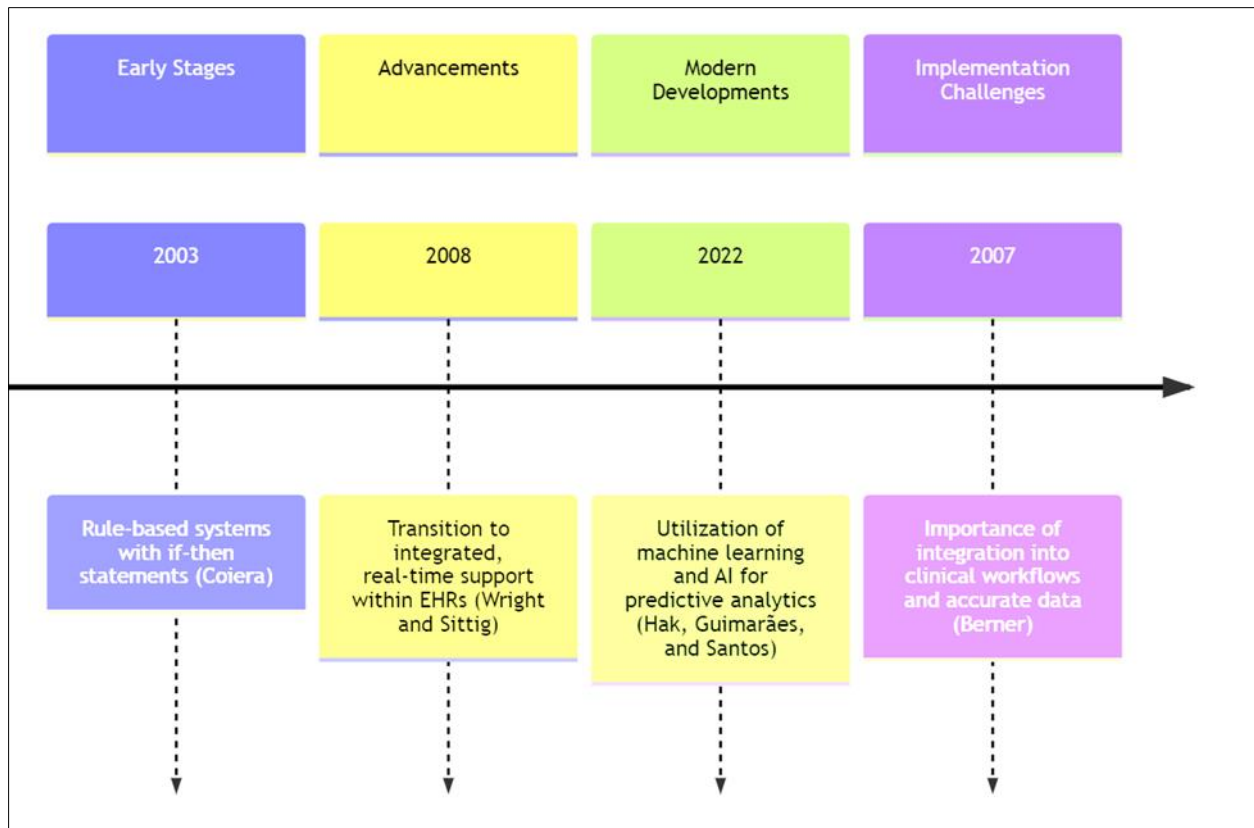 Early Stages
Advancements
Modern
Developments
Implementation
Challenges
2003
2008
2022
2007
Rule-based systems
with if-then
statements (Coiera)
Transition to
integrated,
real-time support
within EHRs (Wright
and Sittig)
Utilization of
machine learning
and AI for
predictive analytics
(Hak, Guimarães,
and Santos)
Importance of
integration into
clinical workflows
and accurate data
(Berner)